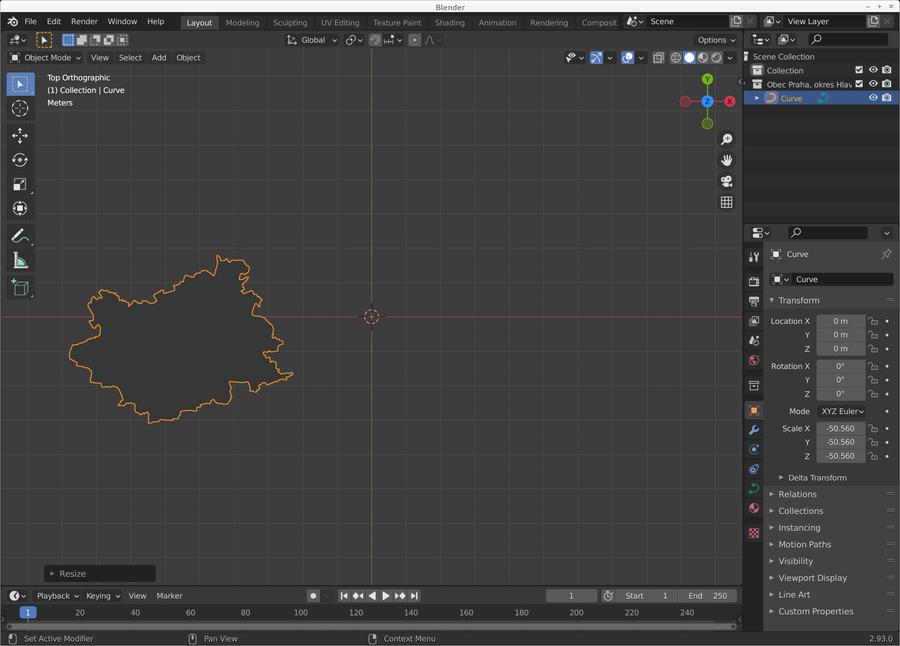 Blender
File Edit Render Window Help Layout Modeling Sculpting UV Editing Texture Paint Shading Animation Rendering Composit Scene View Layer
Global Options
Object Mode View Select Add Object
Top Orthographic
(1) Collection | Curve
Meters
Y
Z X
Scene Collection
Collection
Obec Praha, okres Hlav
Curve
Curve
Curve
Transform
Location X 0 m
Y 0 m
Z 0 m
Rotation X 0°
Y 0°
Z 0°
Mode XYZ Euler
Scale X -50.560
Y -50.560
Z -50.560
Delta Transform
Relations
Collections
Instancing
Motion Paths
Visibility
Viewport Display
Line Art
Custom Properties
Resize
Playback Keying View Marker 1 Start 1 End 250
1 20 40 60 80 100 120 140 160 180 200 220 240
Set Active Modifier Pan View Context Menu 2.93.0